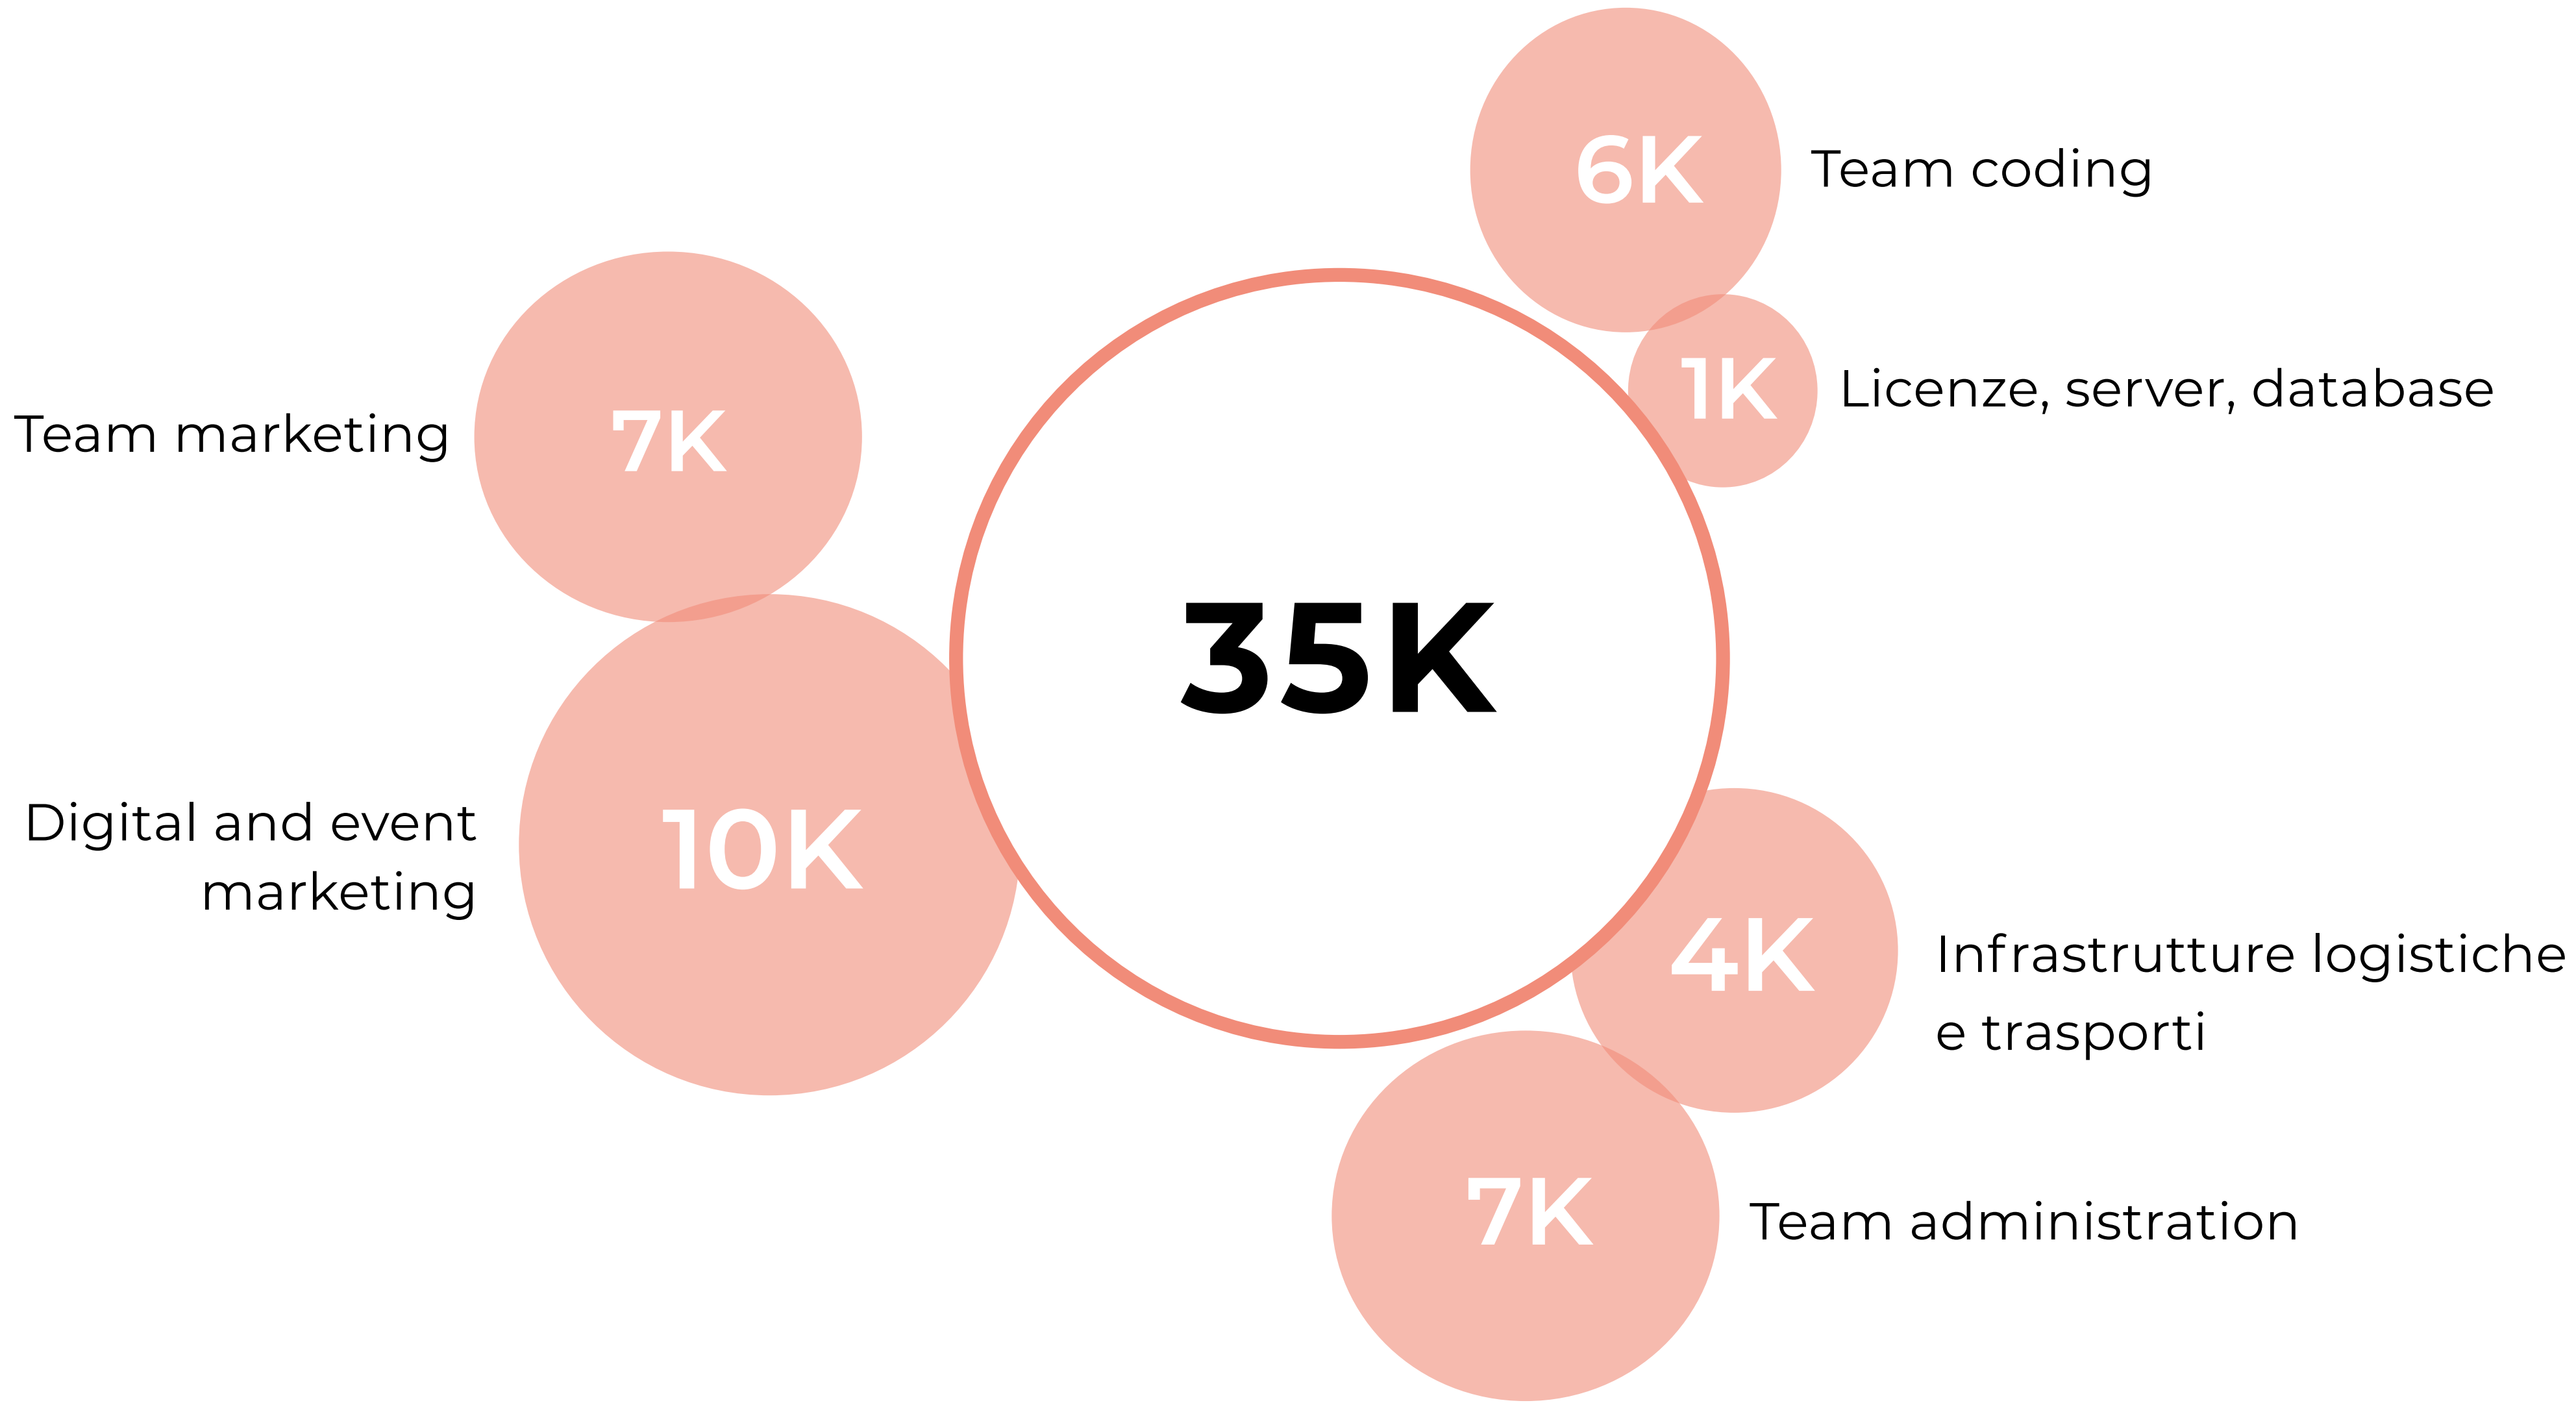 6K
Team coding
1K
Licenze, server, database
Team marketing
7K
35K
Digital and event
marketing
10K
4K
Infrastrutture logistiche
e trasporti
7K
Team administration